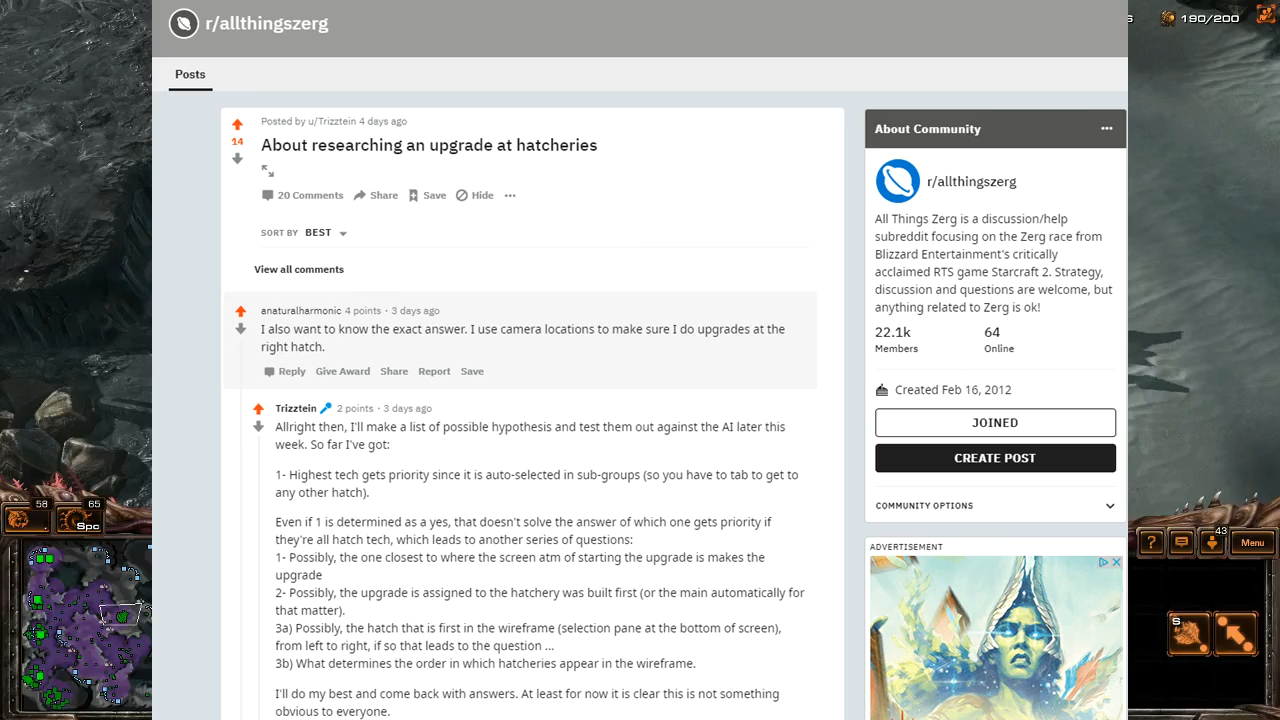 r/allthingszerg
190/200
Posts
Posted by u/Trizztein 4 days ago
14
About researching an upgrade at hatcheries
20 Comments Share Save Hide
SORT BY BEST
View all comments
anaturalharmonic 4 points · 3 days ago
I also want to know the exact answer. I use camera locations to make sure I do upgrades at the
right hatch.
Reply Give Award Share Report Save
Trizztein 2 points · 3 days ago
Allright then, I'll make a list of possible hypothesis and test them out against the AI later this
week. So far I've got:
1- Highest tech gets priority since it is auto-selected in sub-groups (so you have to tab to get to
any other hatch).
Even if 1 is determined as a yes, that doesn't solve the answer of which one gets priority if
they're all hatch tech, which leads to another series of questions:
1- Possibly, the one closest to where the screen atm of starting the upgrade is makes the
upgrade
2- Possibly, the upgrade is assigned to the hatchery was built first (or the main automatically for
that matter).
3a) Possibly, the hatch that is first in the wireframe (selection pane at the bottom of screen),
from left to right, if so that leads to the question ...
3b) What determines the order in which hatcheries appear in the wireframe.
I'll do my best and come back with answers. At least for now it is clear this is not something
obvious to everyone.
About Community
r/allthingszerg
All Things Zerg is a discussion/help
subreddit focusing on the Zerg race from
Blizzard Entertainment's critically
acclaimed RTS game Starcraft 2. Strategy,
discussion and questions are welcome, but
anything related to Zerg is ok!
22.1k 64
Members Online
Created Feb 16, 2012
JOINED
CREATE POST
COMMUNITY OPTIONS
ADVERTISEMENT
58 65
Spc
43
? Menu
S